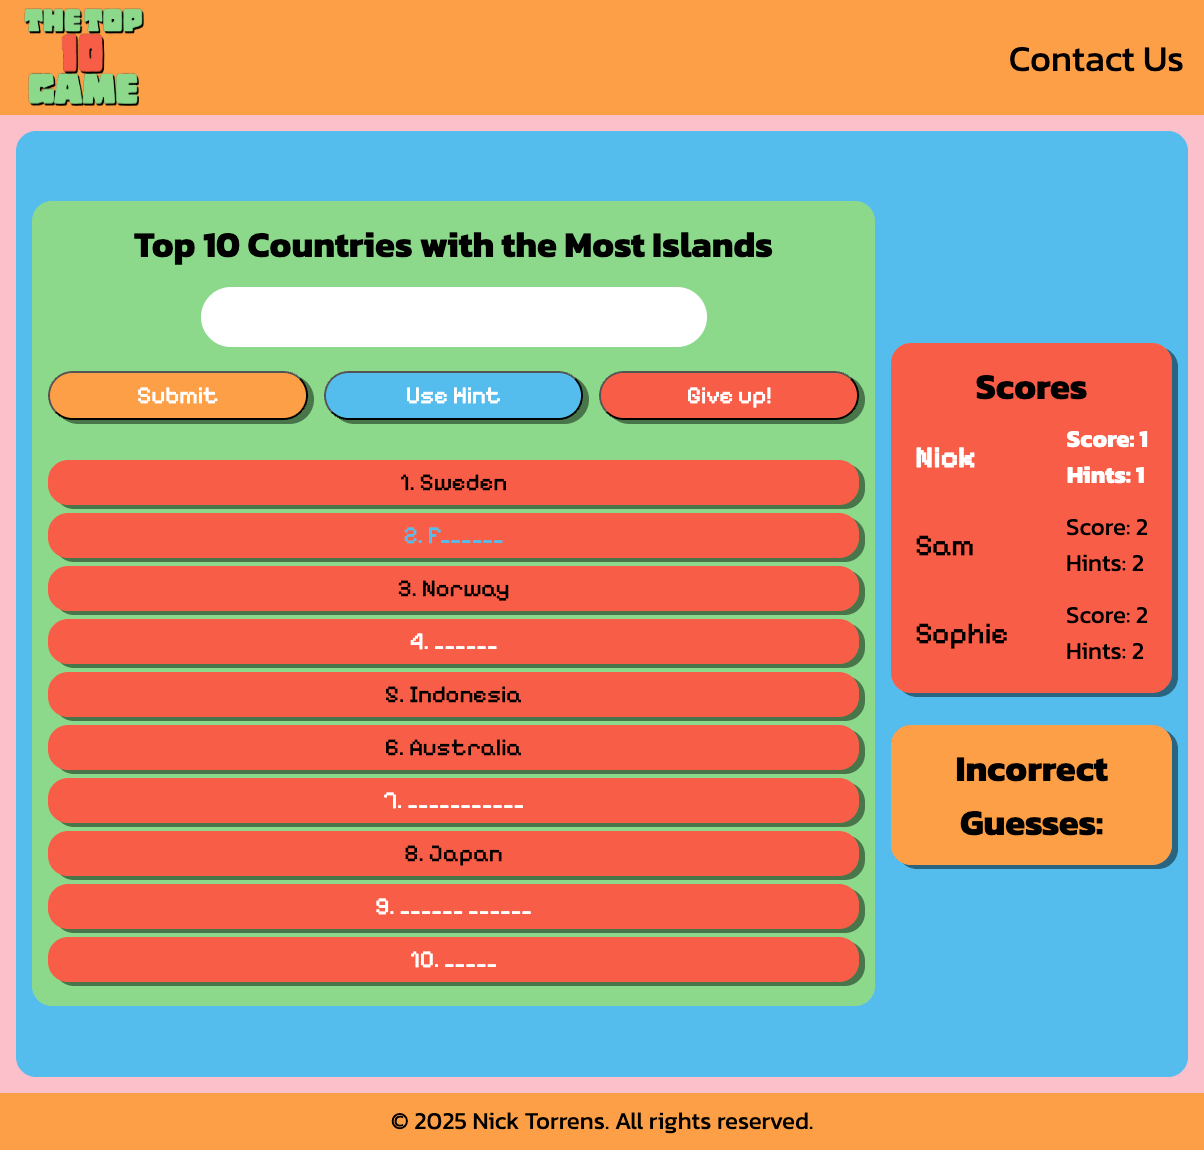 THE TOP
10
GAME
Contact Us
Top 10 Countries with the Most Islands
Submit
Use Hint
Give up!
1. Sweden
2. F______
3. Norway
4. ______
5. Indonesia
6. Australia
7. ___________
8. Japan
9. ______ ______
10. _____
Scores
Nick
Score: 1
Hints: 1
Sam
Score: 2
Hints: 2
Sophie
Score: 2
Hints: 2
Incorrect
Guesses:
© 2025 Nick Torrens. All rights reserved.